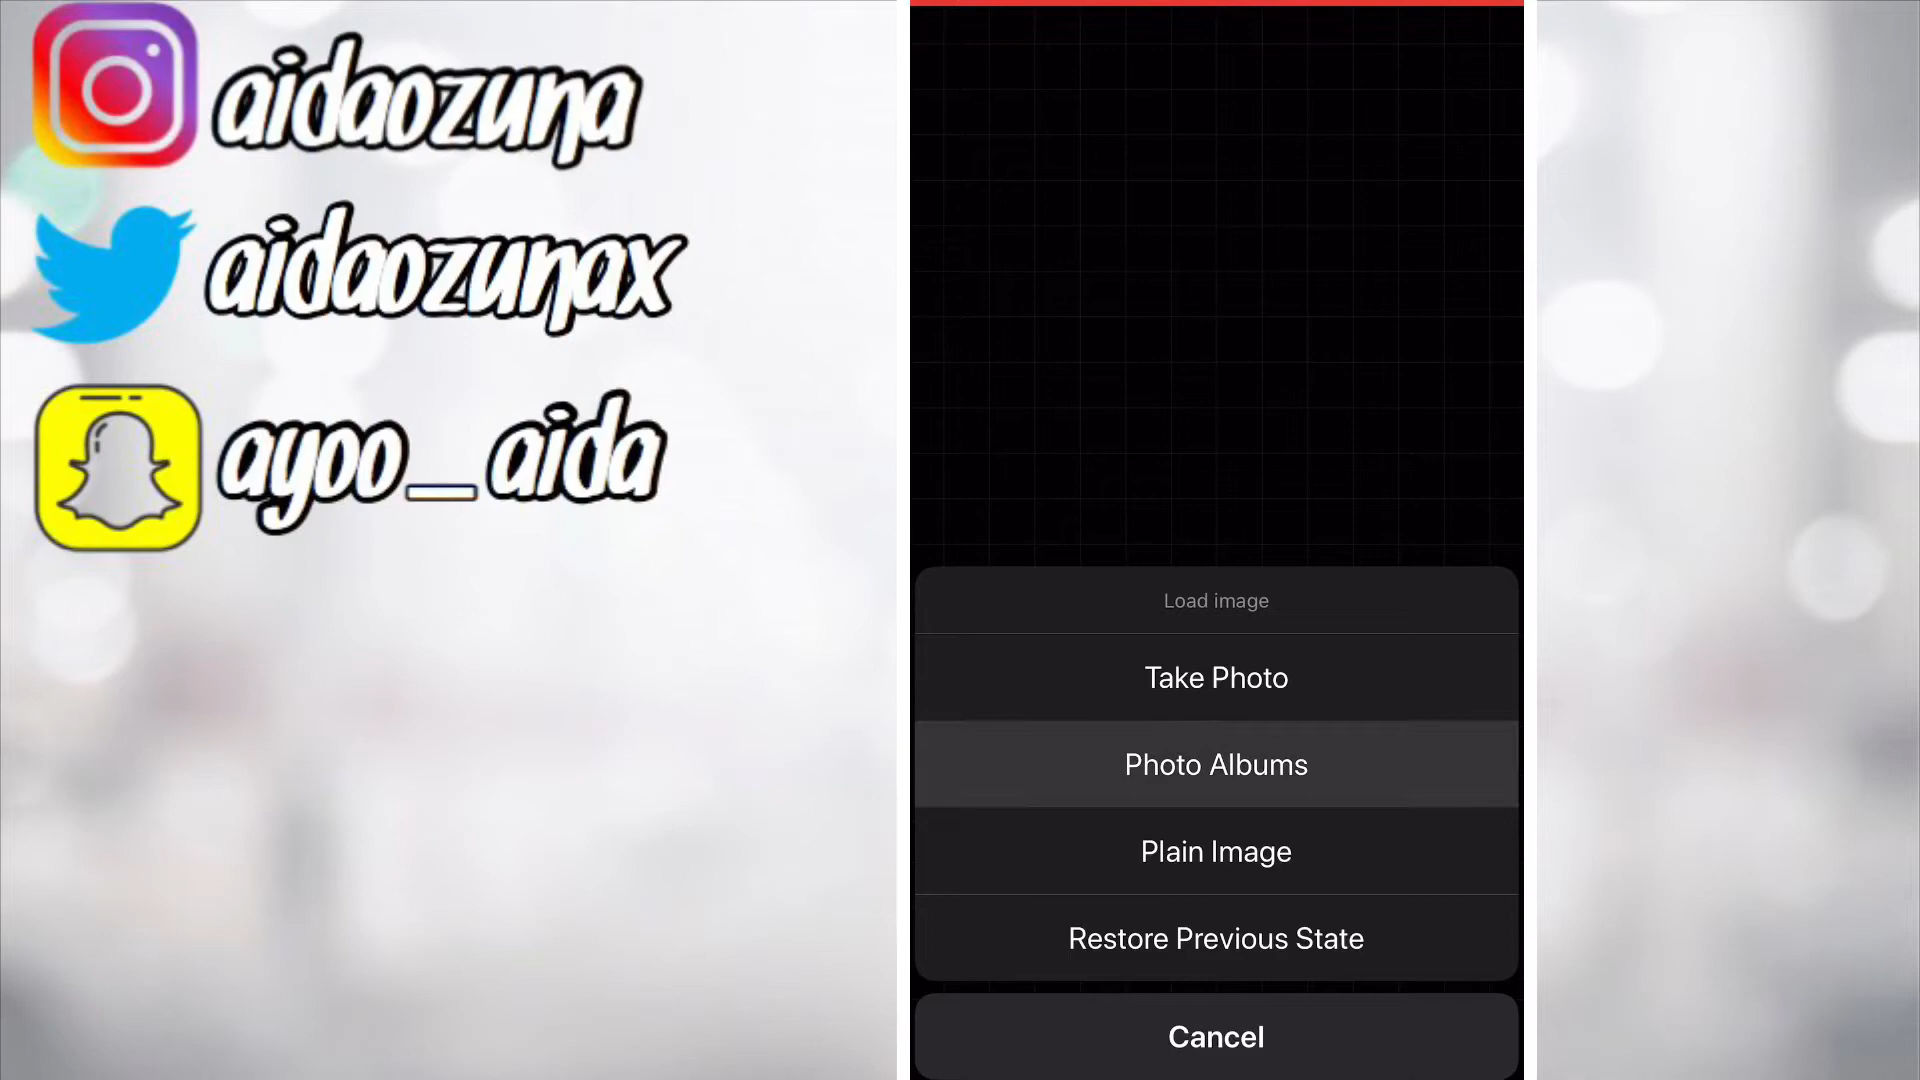 aidaozuna
aidaozunax
ayoo_aida
Load image
Take Photo
Photo Albums
Plain Image
Restore Previous State
Cancel